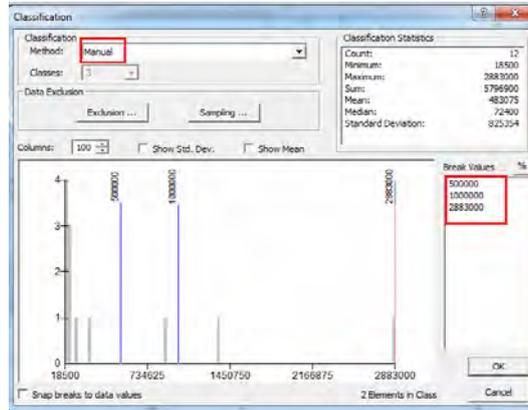 Classification
Classification
Method: Manual
Classes: 3
Data Exclusion
Exclusion ...
Sampling ...
Classification Statistics
Count: 12
Minimum: 18500
Maximum: 2883000
Sum: 5796900
Mean: 483075
Median: 72400
Standard Deviation: 825354
Columns: 100
Show Std. Dev.
Show Mean
Break Values %
500000
1000000
2883000
500000
1000000
2883000
4
3
2
1
0
18500 734625 1450750 2166875 2883000
Snap breaks to data values
2 Elements in Class
OK
Cancel